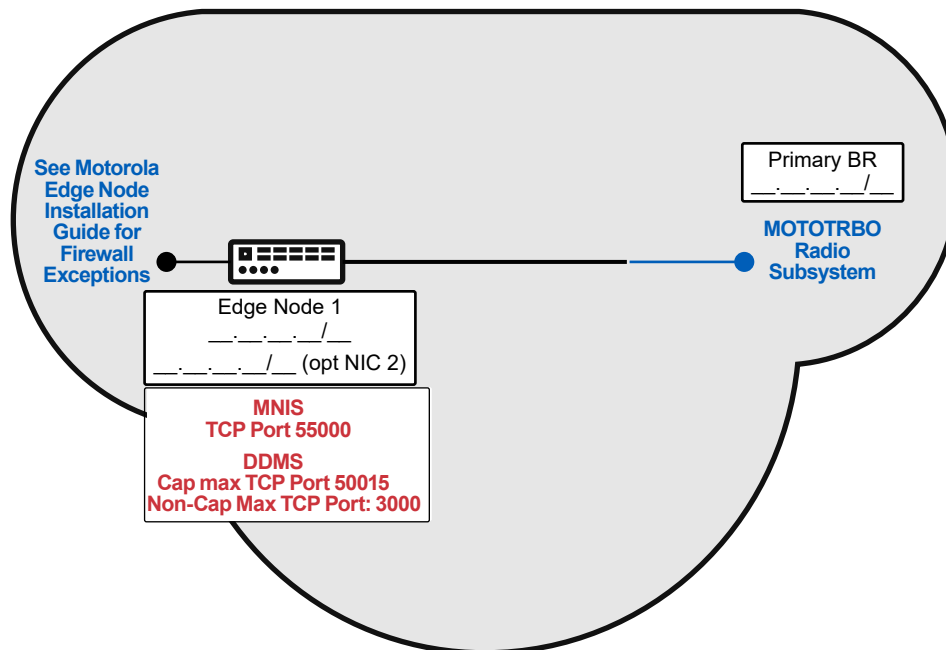 See Motorola
Edge Node
Installation
Guide for
Firewall
Exceptions
Primary BR
__.__.__.__/__
MOTOTRBO
Radio
Subsystem
Edge Node 1
__.__.__.__/__
__.__.__.__/__ (opt NIC 2)
MNIS
TCP Port 55000
DDMS
Cap max TCP Port 50015
Non-Cap Max TCP Port: 3000